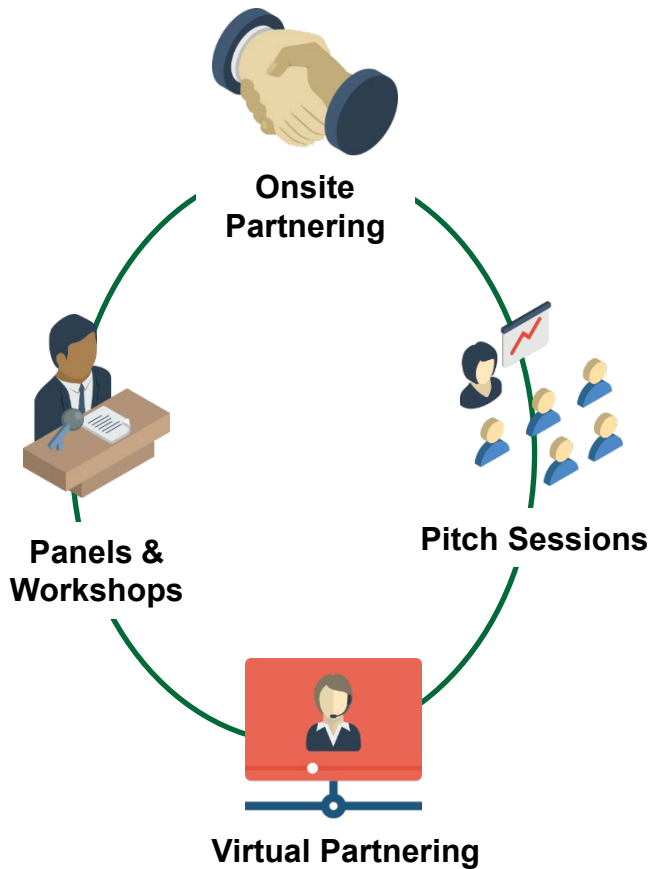 Onsite
Partnering
Panels &
Workshops
Pitch Sessions
Virtual Partnering